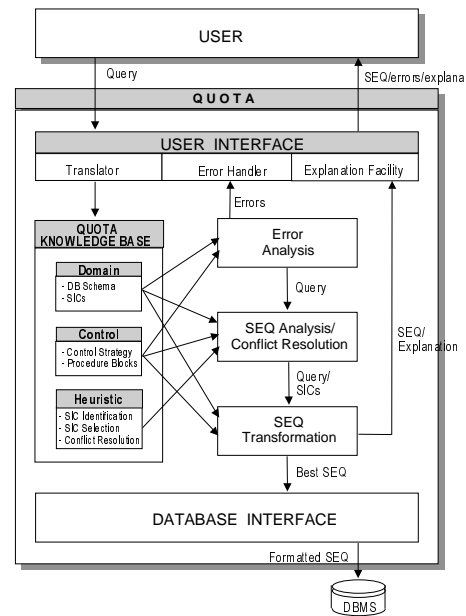 USER
Query
SEQ/errors/explana
QUOTA
USER INTERFACE
Translator
Error Handler
Explanation Facility
Errors
QUOTA
KNOWLEDGE BASE
Domain
- DB Schema
- SICs
Control
- Control Strategy
- Procedure Blocks
Heuristic
- SIC Identification
- SIC Selection
- Conflict Resolution
Error
Analysis
Query
SEQ Analysis/
Conflict Resolution
Query/
SICs
SEQ
Transformation
SEQ/
Explanation
Best SEQ
DATABASE INTERFACE
Formatted SEQ
DBMS